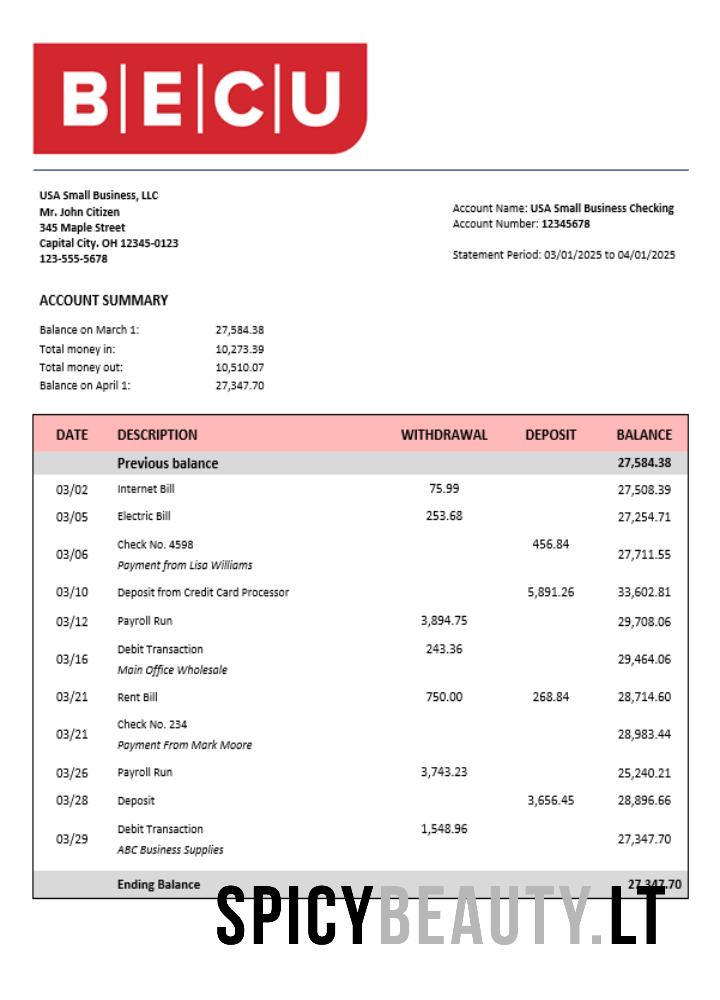 B|E|C|U
USA Small Business, LLC
Mr. John Citizen
345 Maple Street
Capital City. OH 12345-0123
123-555-5678
Account Name: USA Small Business Checking
Account Number: 12345678
Statement Period: 03/01/2025 to 04/01/2025
ACCOUNT SUMMARY
Balance on March 1: 27,584.38
Total money in: 10,273.39
Total money out: 10,510.07
Balance on April 1: 27,347.70
DATE DESCRIPTION WITHDRAWAL DEPOSIT BALANCE
Previous balance 27,584.38
03/02 Internet Bill 75.99 27,508.39
03/05 Electric Bill 253.68 27,254.71
03/06 Check No. 4598 456.84 27,711.55
Payment from Lisa Williams
03/10 Deposit from Credit Card Processor 5,891.26 33,602.81
03/12 Payroll Run 3,894.75 29,708.06
03/16 Debit Transaction 243.36 29,464.06
Main Office Wholesale
03/21 Rent Bill 750.00 268.84 28,714.60
03/21 Check No. 234 28,983.44
Payment From Mark Moore
03/26 Payroll Run 3,743.23 25,240.21
03/28 Deposit 3,656.45 28,896.66
03/29 Debit Transaction 1,548.96 27,347.70
ABC Business Supplies
Ending Balance 27,347.70
SPICYBEAUTY.LT